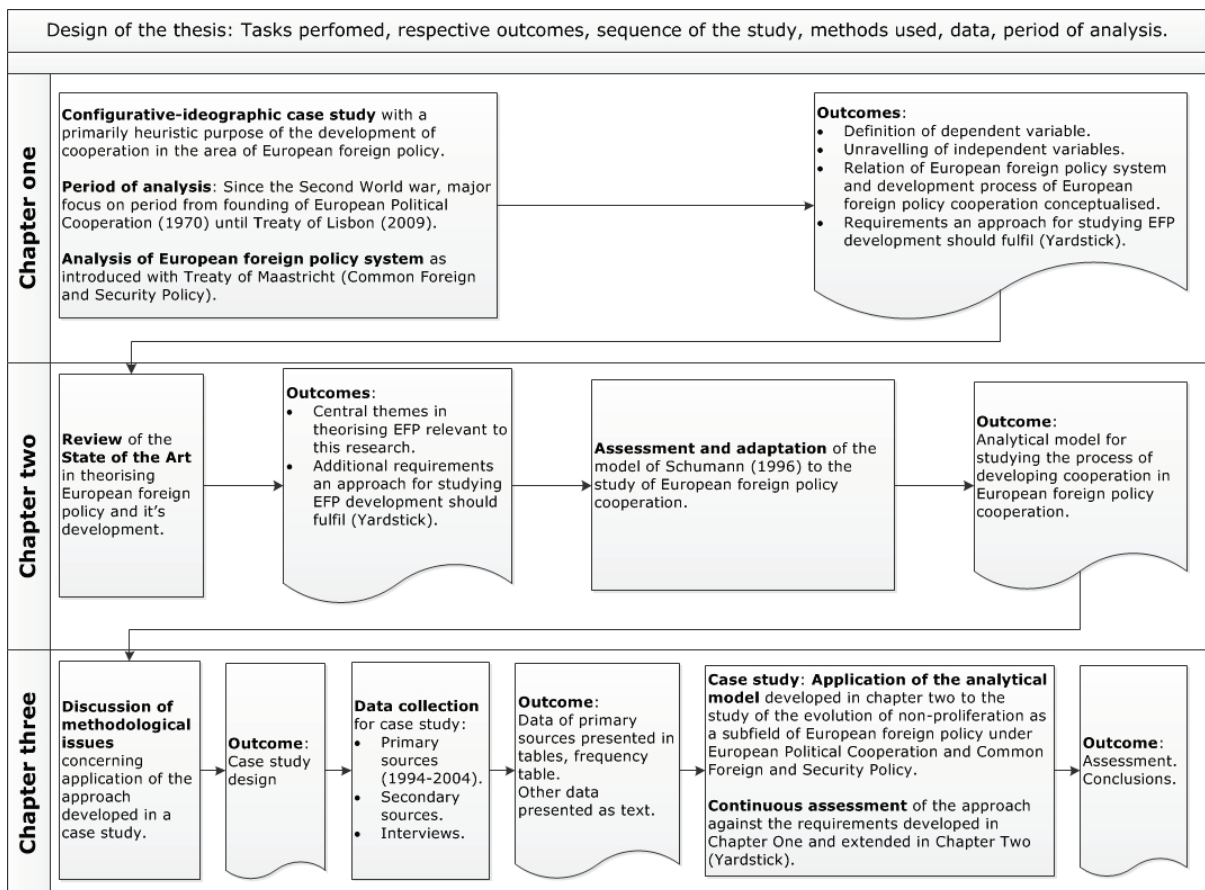 Design of the thesis: Tasks perfomed, respective outcomes, sequence of the study, methods used, data, period of analysis.
Chapter one
Configurative-ideographic case study with a
primarily heuristic purpose of the development of
cooperation in the area of European foreign policy.
Period of analysis: Since the Second World war, major
focus on period from founding of European Political
Cooperation (1970) until Treaty of Lisbon (2009).
Analysis of European foreign policy system as
introduced with Treaty of Maastricht (Common Foreign
and Security Policy).
Outcomes:
• Definition of dependent variable.
• Unravelling of independent variables.
• Relation of European foreign policy system
and development process of European
foreign policy cooperation conceptualised.
• Requirements an approach for studying EFP
development should fulfil (Yardstick).
Chapter two
Review of the
State of the Art
in theorising
European foreign
policy and it's
development.
Outcomes:
• Central themes in
theorising EFP relevant to
this research.
• Additional requirements
an approach for studying
EFP development should
fulfil (Yardstick).
Assessment and adaptation of
the model of Schumann (1996) to the
study of European foreign policy
cooperation.
Outcome:
Analytical model for
studying the process of
developing cooperation in
European foreign policy
cooperation.
Chapter three
Discussion of
methodological
issues
concerning
application of the
approach
developed in a
case study.
Outcome:
Case study
design
Data collection
for case study:
• Primary
sources
(1994-2004).
• Secondary
sources.
• Interviews.
Outcome:
Data of primary
sources presented in
tables, frequency
table.
Other data
presented as text.
Case study: Application of the analytical
model developed in chapter two to the
study of the evolution of non-proliferation as
a subfield of European foreign policy under
European Political Cooperation and Common
Foreign and Security Policy.
Continuous assessment of the approach
against the requirements developed in
Chapter One and extended in Chapter Two
(Yardstick).
Outcome:
Assessment.
Conclusions.